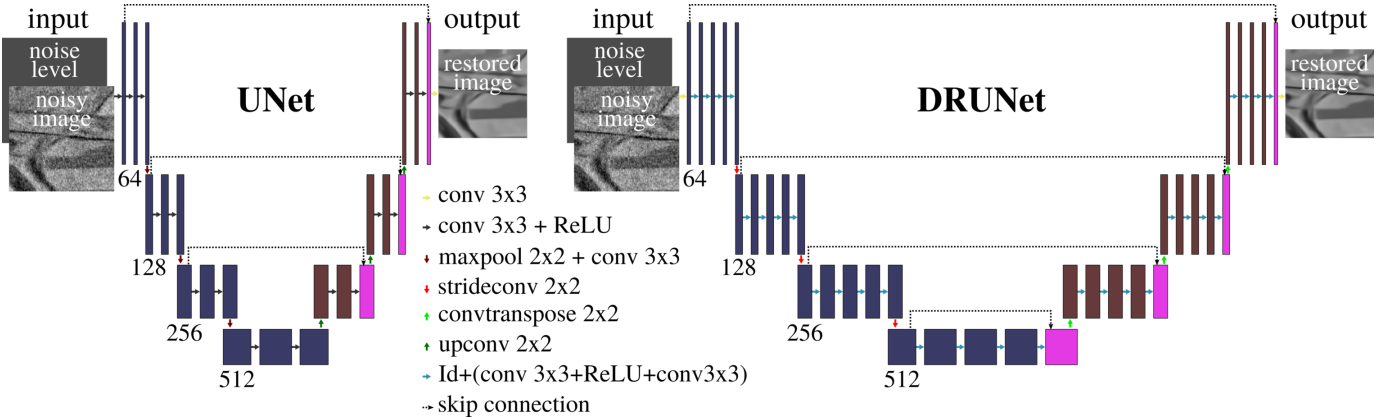 input
noise
level
noisy
image
UNet
output
restored
image
64
128
256
512
conv 3x3
conv 3x3 + ReLU
maxpool 2x2 + conv 3x3
strideconv 2x2
convtranspose 2x2
upconv 2x2
Id+(conv 3x3+ReLU+conv3x3)
skip connection
input
noise
level
noisy
image
DRUNet
output
restored
image
64
128
256
512